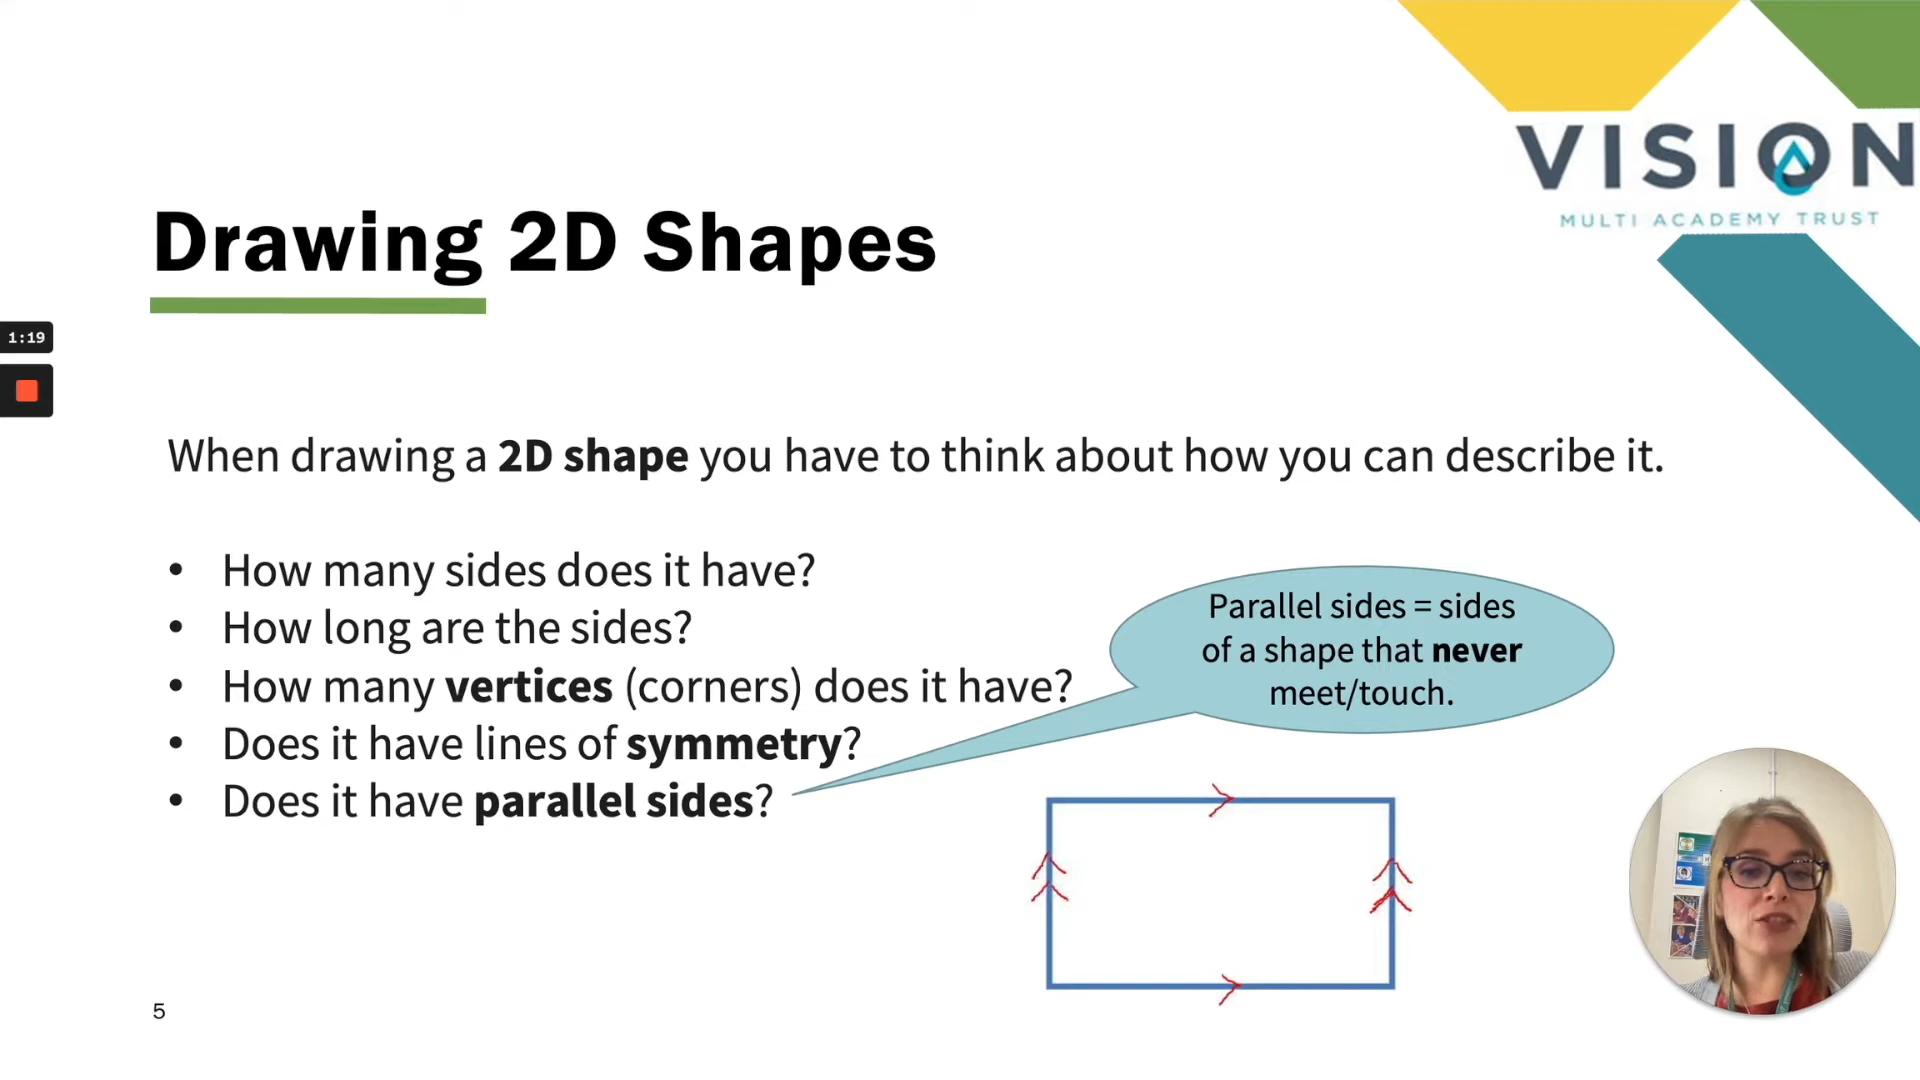 VISION
MULTI ACADEMY TRUST
Drawing 2D Shapes
1:19
When drawing a 2D shape you have to think about how you can describe it.
• How many sides does it have?
• How long are the sides?
• How many vertices (corners) does it have?
• Does it have lines of symmetry?
• Does it have parallel sides?
Parallel sides = sides
of a shape that never
meet/touch.
5